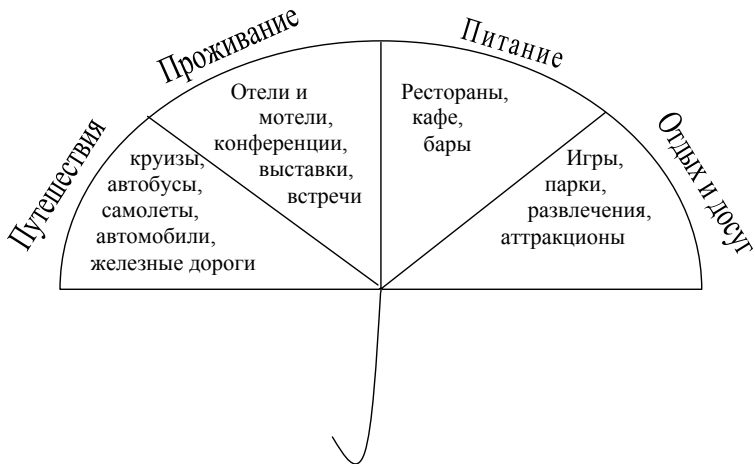 Путешествия
круизы,
автобусы,
самолеты,
автомобили,
железные дороги
Проживание
Отели и
мотели,
конференции,
выставки,
встречи
Питание
Рестораны,
кафе,
бары
Отдых и досуг
Игры,
парки,
развлечения,
аттракционы